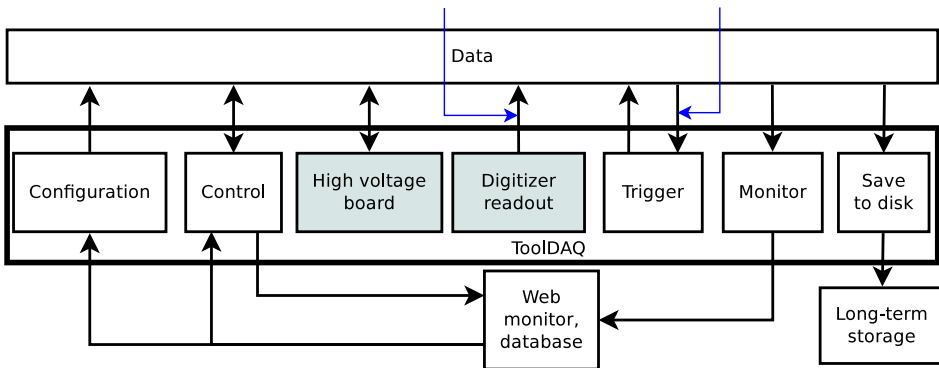 Data
Configuration
Control
High voltage
board
Digitizer
readout
Trigger
Monitor
Save
to disk
ToolDAQ
Web
monitor,
database
Long-term
storage